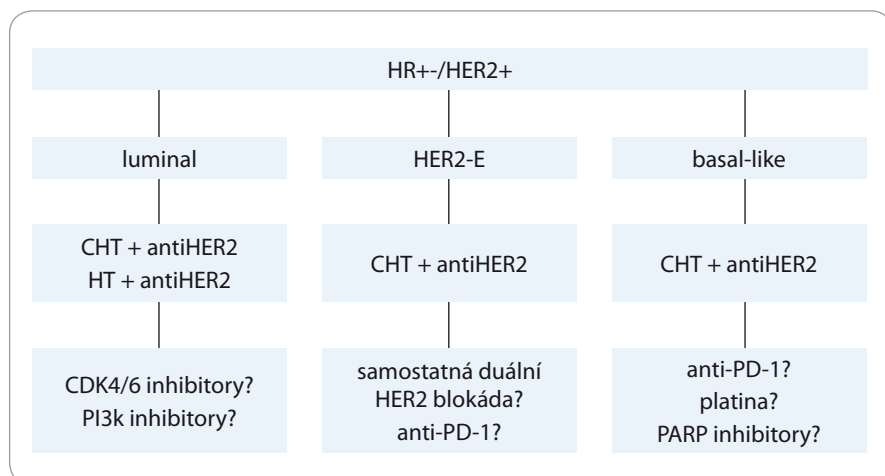 HR+-/HER2+
luminal
HER2-E
basal-like
CHT + antiHER2
HT + antiHER2
CHT + antiHER2
CHT + antiHER2
CDK4/6 inhibitory?
PI3k inhibitory?
samostatná duální
HER2 blokáda?
anti-PD-1?
anti-PD-1?
platina?
PARP inhibitory?